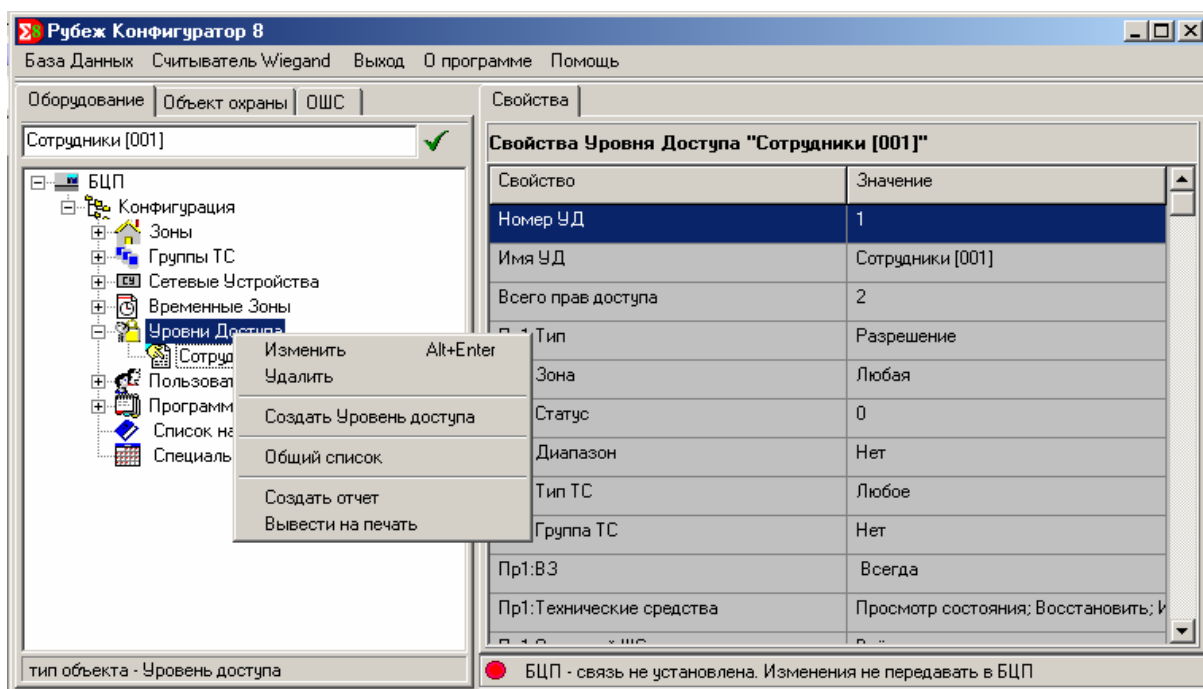 Рубеж Конфигуратор 8
База Данных Считыватель Wiegand Выход О программе Помощь
Оборудование Объект охраны ОШС
Сотрудники [001]
БЦП
Конфигурация
Зоны
Группы ТС
Сетевые Устройства
Временные Зоны
Уровни Доступа
Изменить Alt+Enter
Удалить
Создать Уровень доступа
Общий список
Создать отчет
Вывести на печать
тип объекта - Уровень доступа
Свойства
Свойства Уровня Доступа "Сотрудники [001]"
Свойство Значение
Номер УД 1
Имя УД Сотрудники [001]
Всего прав доступа 2
Тип Разрешение
Зона Любая
Статус 0
Диапазон Нет
Тип ТС Любое
Группа ТС Нет
Пр1:ВЗ Всегда
Пр1:Технические средства Просмотр состояния; Восстановить;
БЦП - связь не установлена. Изменения не передавать в БЦП